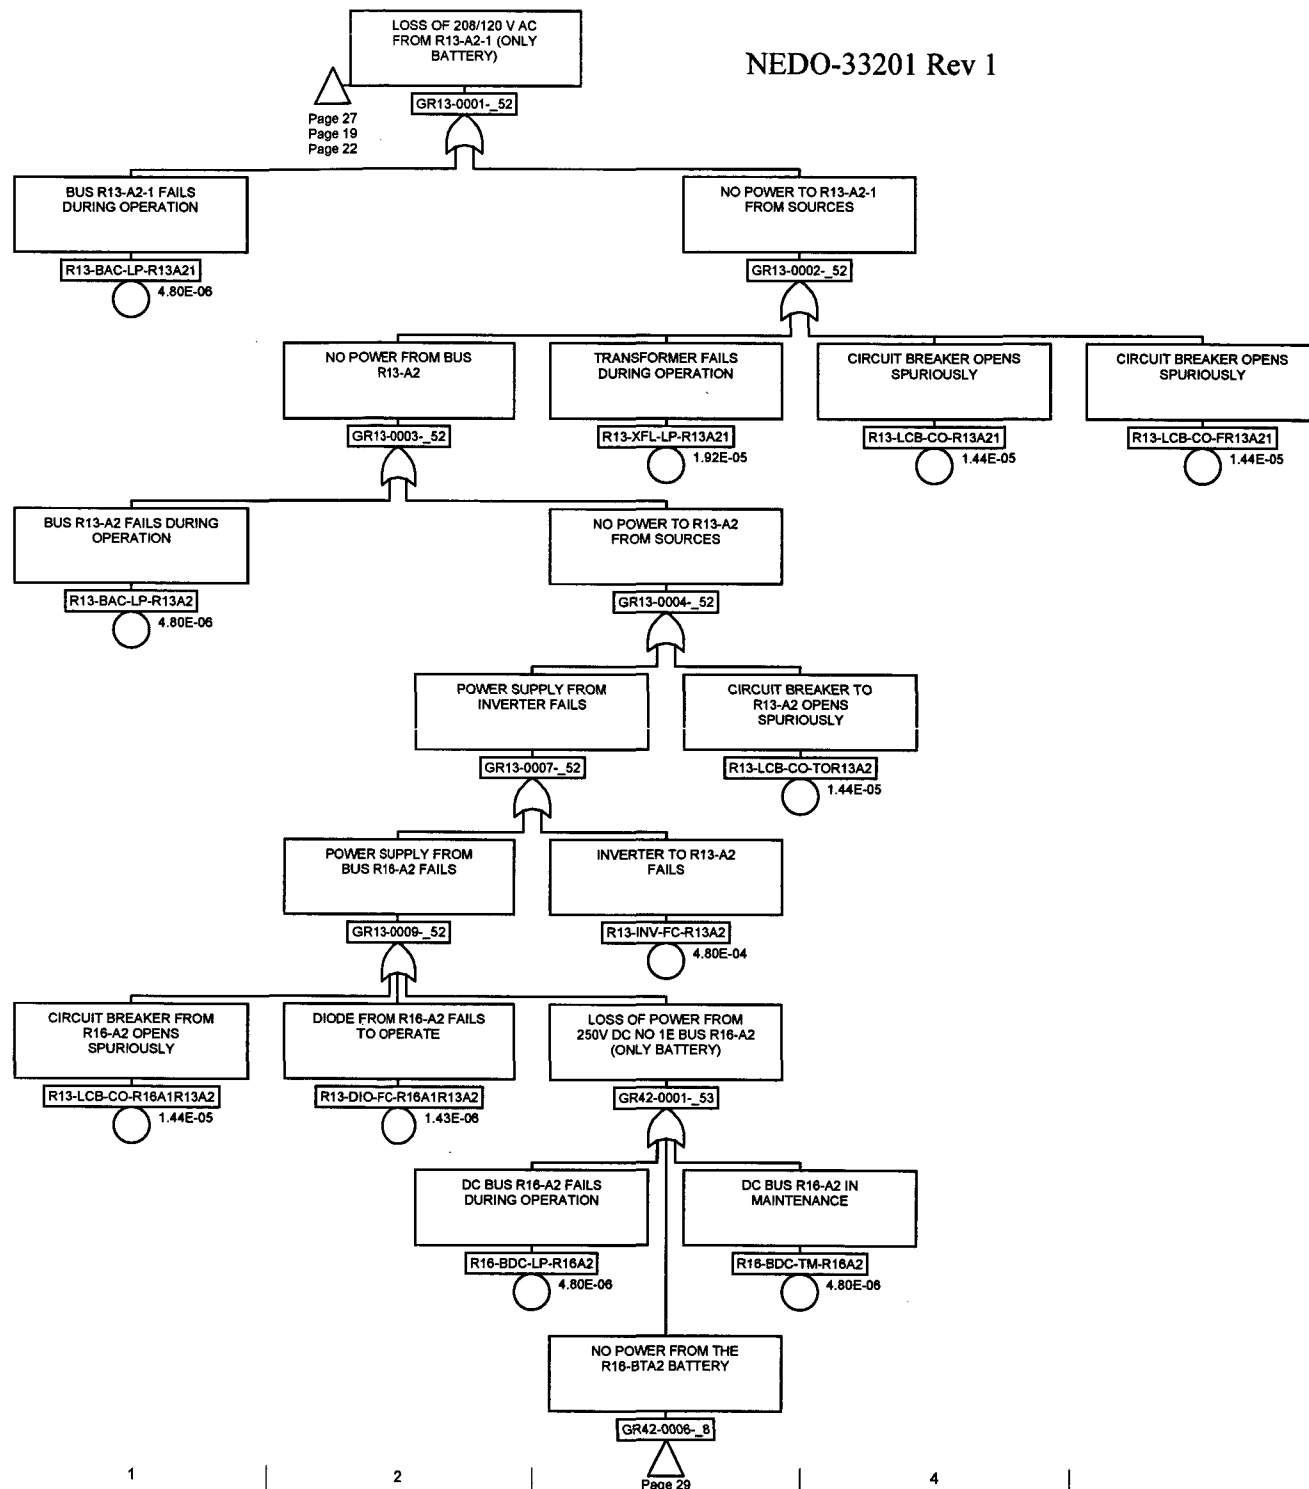 LOSS OF 208/120 V AC
FROM R13-A2-1 (ONLY
BATTERY)
NEDO-33201 Rev 1
GR13-0001-_52
Page 27
Page 19
Page 22
BUS R13-A2-1 FAILS
DURING OPERATION
R13-BAC-LP-R13A21
4.80E-06
NO POWER TO R13-A2-1
FROM SOURCES
GR13-0002-_52
NO POWER FROM BUS
R13-A2
GR13-0003-_52
TRANSFORMER FAILS
DURING OPERATION
R13-XFL-LP-R13A21
1.92E-05
CIRCUIT BREAKER OPENS
SPURIOUSLY
R13-LCB-CO-R13A21
1.44E-05
CIRCUIT BREAKER OPENS
SPURIOUSLY
R13-LCB-CO-FR13A21
1.44E-05
BUS R13-A2 FAILS DURING
OPERATION
R13-BAC-LP-R13A2
4.80E-06
NO POWER TO R13-A2
FROM SOURCES
GR13-0004-_52
POWER SUPPLY FROM
INVERTER FAILS
GR13-0007-_52
CIRCUIT BREAKER TO
R13-A2 OPENS
SPURIOUSLY
R13-LCB-CO-TOR13A2
1.44E-05
POWER SUPPLY FROM
BUS R16-A2 FAILS
GR13-0009-_52
INVERTER TO R13-A2
FAILS
R13-INV-FC-R13A2
4.80E-04
CIRCUIT BREAKER FROM
R16-A2 OPENS
SPURIOUSLY
R13-LCB-CO-R16A1R13A2
1.44E-05
DIODE FROM R16-A2 FAILS
TO OPERATE
R13-DIO-FC-R16A1R13A2
1.43E-06
LOSS OF POWER FROM
250V DC NO 1E BUS R16-A2
(ONLY BATTERY)
GR42-0001-_53
DC BUS R16-A2 FAILS
DURING OPERATION
R16-BDC-LP-R16A2
4.80E-06
DC BUS R16-A2 IN
MAINTENANCE
R16-BDC-TM-R16A2
4.80E-06
NO POWER FROM THE
R16-BTA2 BATTERY
GR42-0006-_8
Page 29
1
2
4